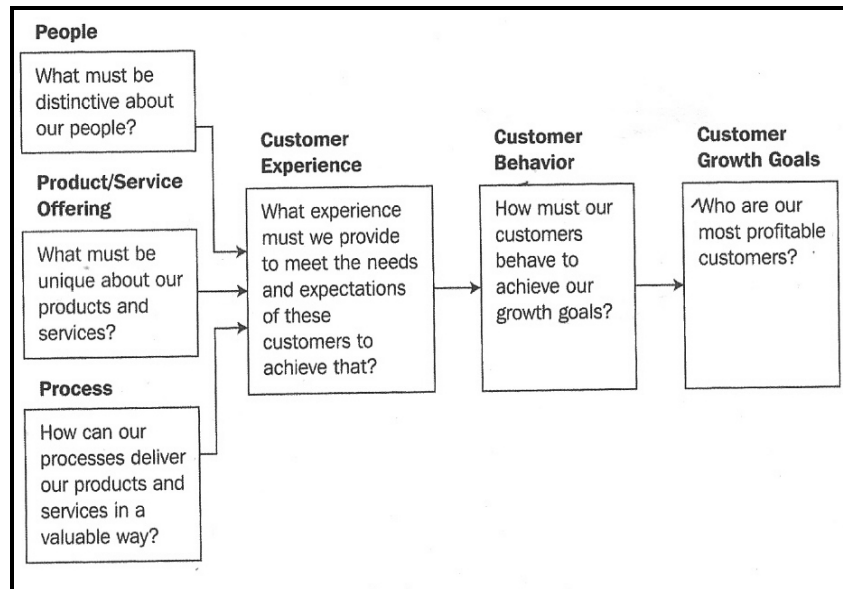 People
What must be
distinctive about
our people?
Product/Service
Offering
What must be
unique about our
products and
services?
Process
How can our
processes deliver
our products and
services in a
valuable way?
Customer
Experience
What experience
must we provide
to meet the needs
and expectations
of these
customers to
achieve that?
Customer
Behavior
How must our
customers
behave to
achieve our
growth goals?
Customer
Growth Goals
Who are our
most profitable
customers?